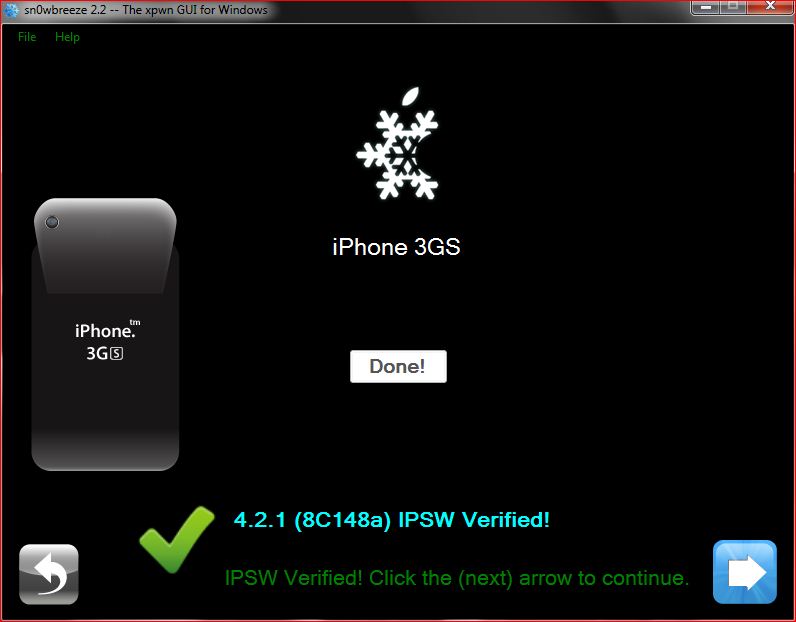 sn0wbreeze 2.2 -- The xpwn GUI for Windows
File Help
iPhone 3GS
iPhone.tm
3GS
Done!
4.2.1 (8C148a) IPSW Verified!
IPSW Verified! Click the (next) arrow to continue.